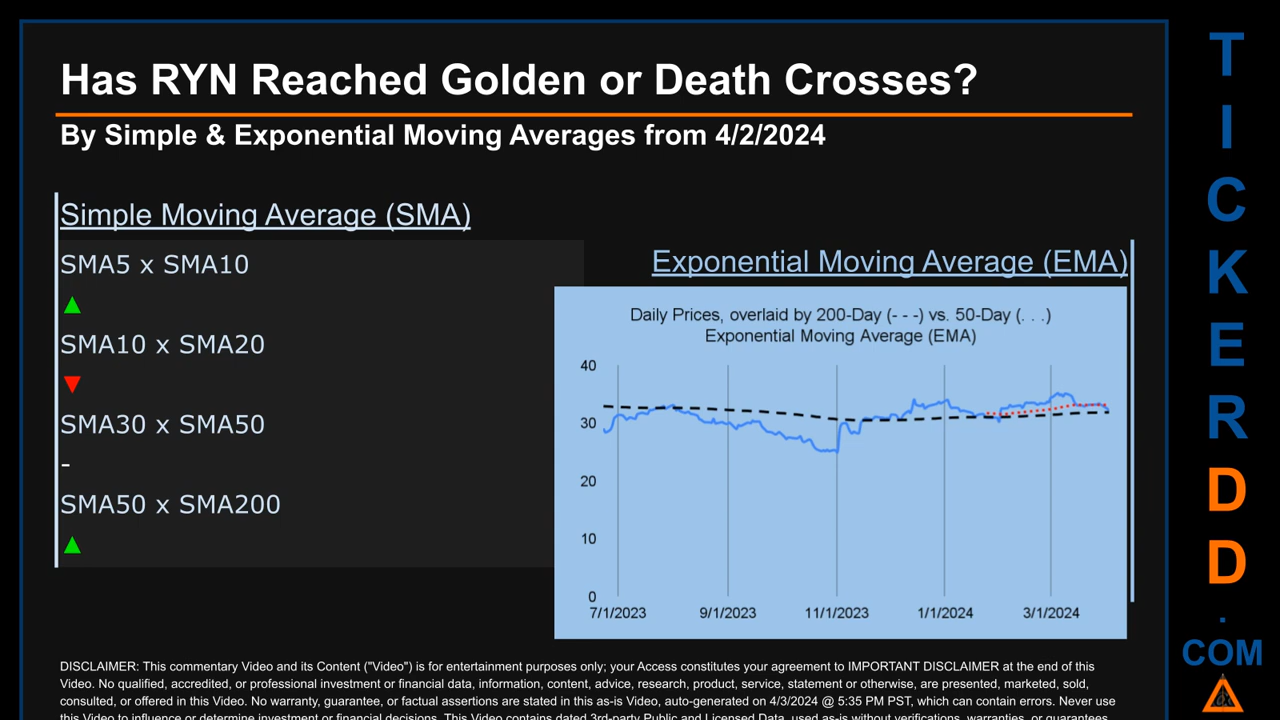 Has RYN Reached Golden or Death Crosses?
By Simple & Exponential Moving Averages from 4/2/2024
Simple Moving Average (SMA)
SMA5 x SMA10
▲
SMA10 x SMA20
▼
SMA30 x SMA50
-
SMA50 x SMA200
▲
Exponential Moving Average (EMA)
Daily Prices, overlaid by 200-Day (- - -) vs. 50-Day (. . .)
Exponential Moving Average (EMA)
40
30
20
10
0
7/1/2023 9/1/2023 11/1/2023 1/1/2024 3/1/2024
DISCLAIMER: This commentary Video and its Content ("Video") is for entertainment purposes only; your Access constitutes your agreement to IMPORTANT DISCLAIMER at the end of this
Video. No qualified, accredited, or professional investment or financial data, information, content, advice, research, product, service, statement or otherwise, are presented, marketed, sold,
consulted, or offered in this Video. No warranty, guarantee, or factual assertions are stated in this as-is Video, auto-generated on 4/3/2024 @ 5:35 PM PST, which can contain errors. Never use
this Video to influence or determine investment or financial decisions. This Video contains dated 3rd-party Public and Licensed Data, used as-is without verifications, warranties, or guarantees
T
I
C
K
E
R
D
D
.
COM